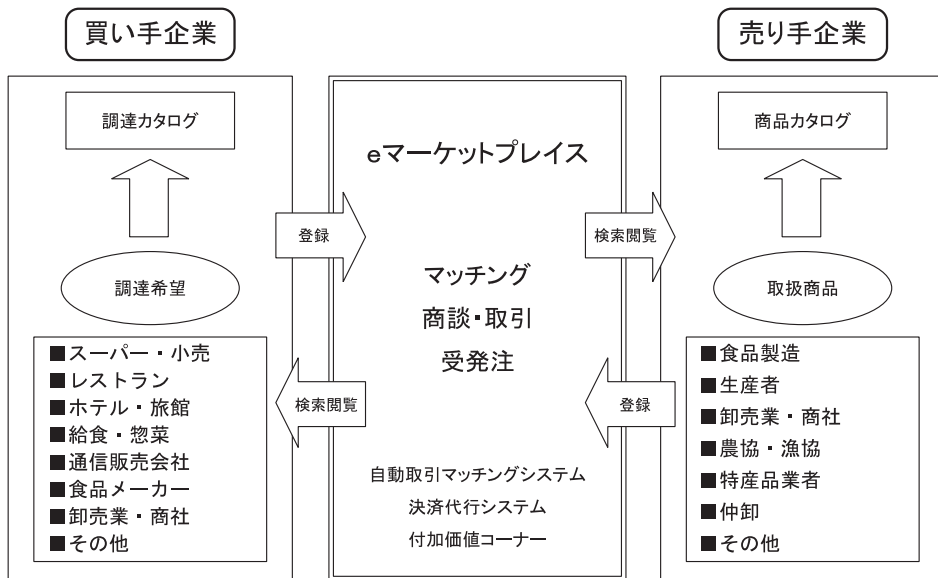 買い手企業
調達カタログ
調達希望
■スーパー・小売
■レストラン
■ホテル・旅館
■給食・惣菜
■通信販売会社
■食品メーカー
■卸売業・商社
■その他
登録
検索閲覧
eマーケットプレイス
マッチング
商談・取引
受発注
自動取引マッチングシステム
決済代行システム
付加価値コーナー
検索閲覧
登録
売り手企業
商品カタログ
取扱商品
■食品製造
■生産者
■卸売業・商社
■農協・漁協
■特産品業者
■仲卸
■その他